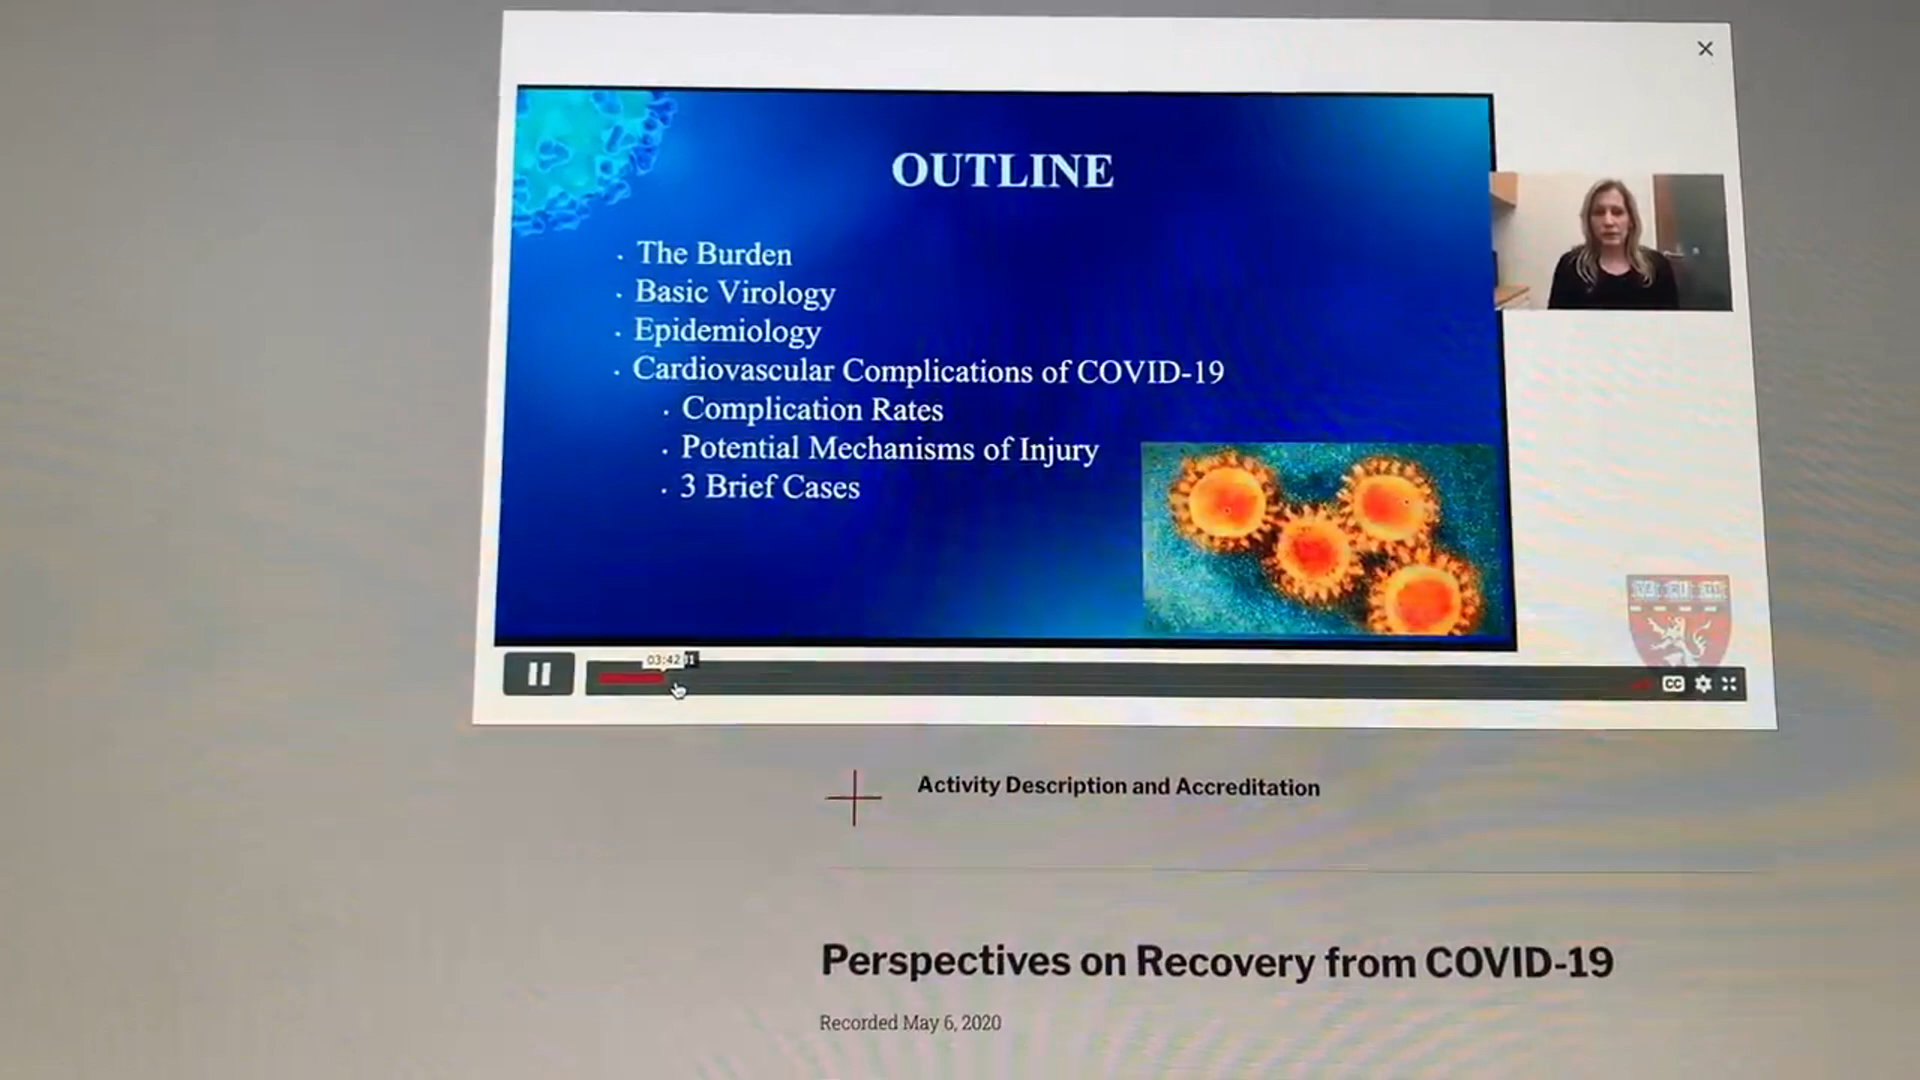 OUTLINE
· The Burden
· Basic Virology
· Epidemiology
· Cardiovascular Complications of COVID-19
· Complication Rates
· Potential Mechanisms of Injury
· 3 Brief Cases
03:42
CC
Activity Description and Accreditation
Perspectives on Recovery from COVID-19
Recorded May 6, 2020